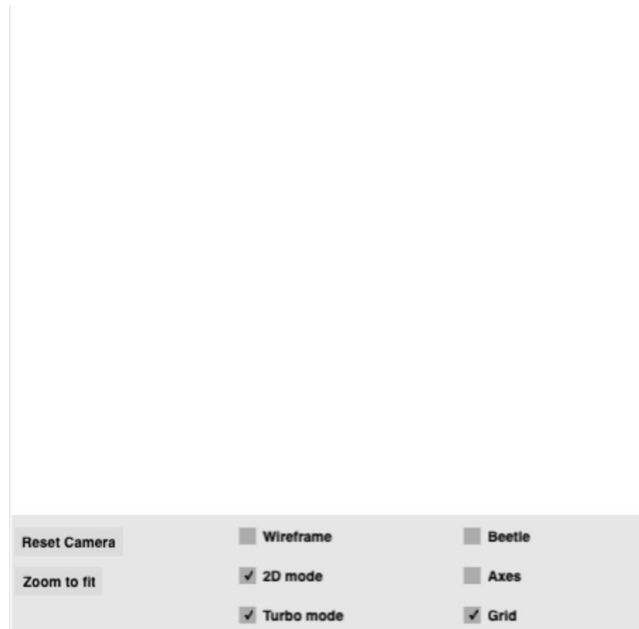 Reset Camera
Zoom to fit
Wireframe
2D mode
Turbo mode
Beetle
Axes
Grid